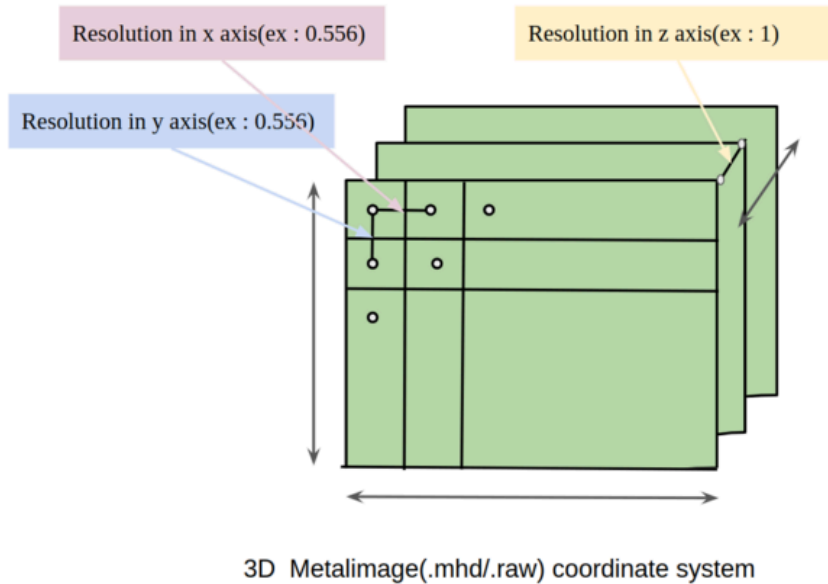 Resolution in x axis(ex : 0.556)
Resolution in z axis(ex : 1)
Resolution in y axis(ex : 0.556)
3D  Metalimage(.mhd/.raw) coordinate system